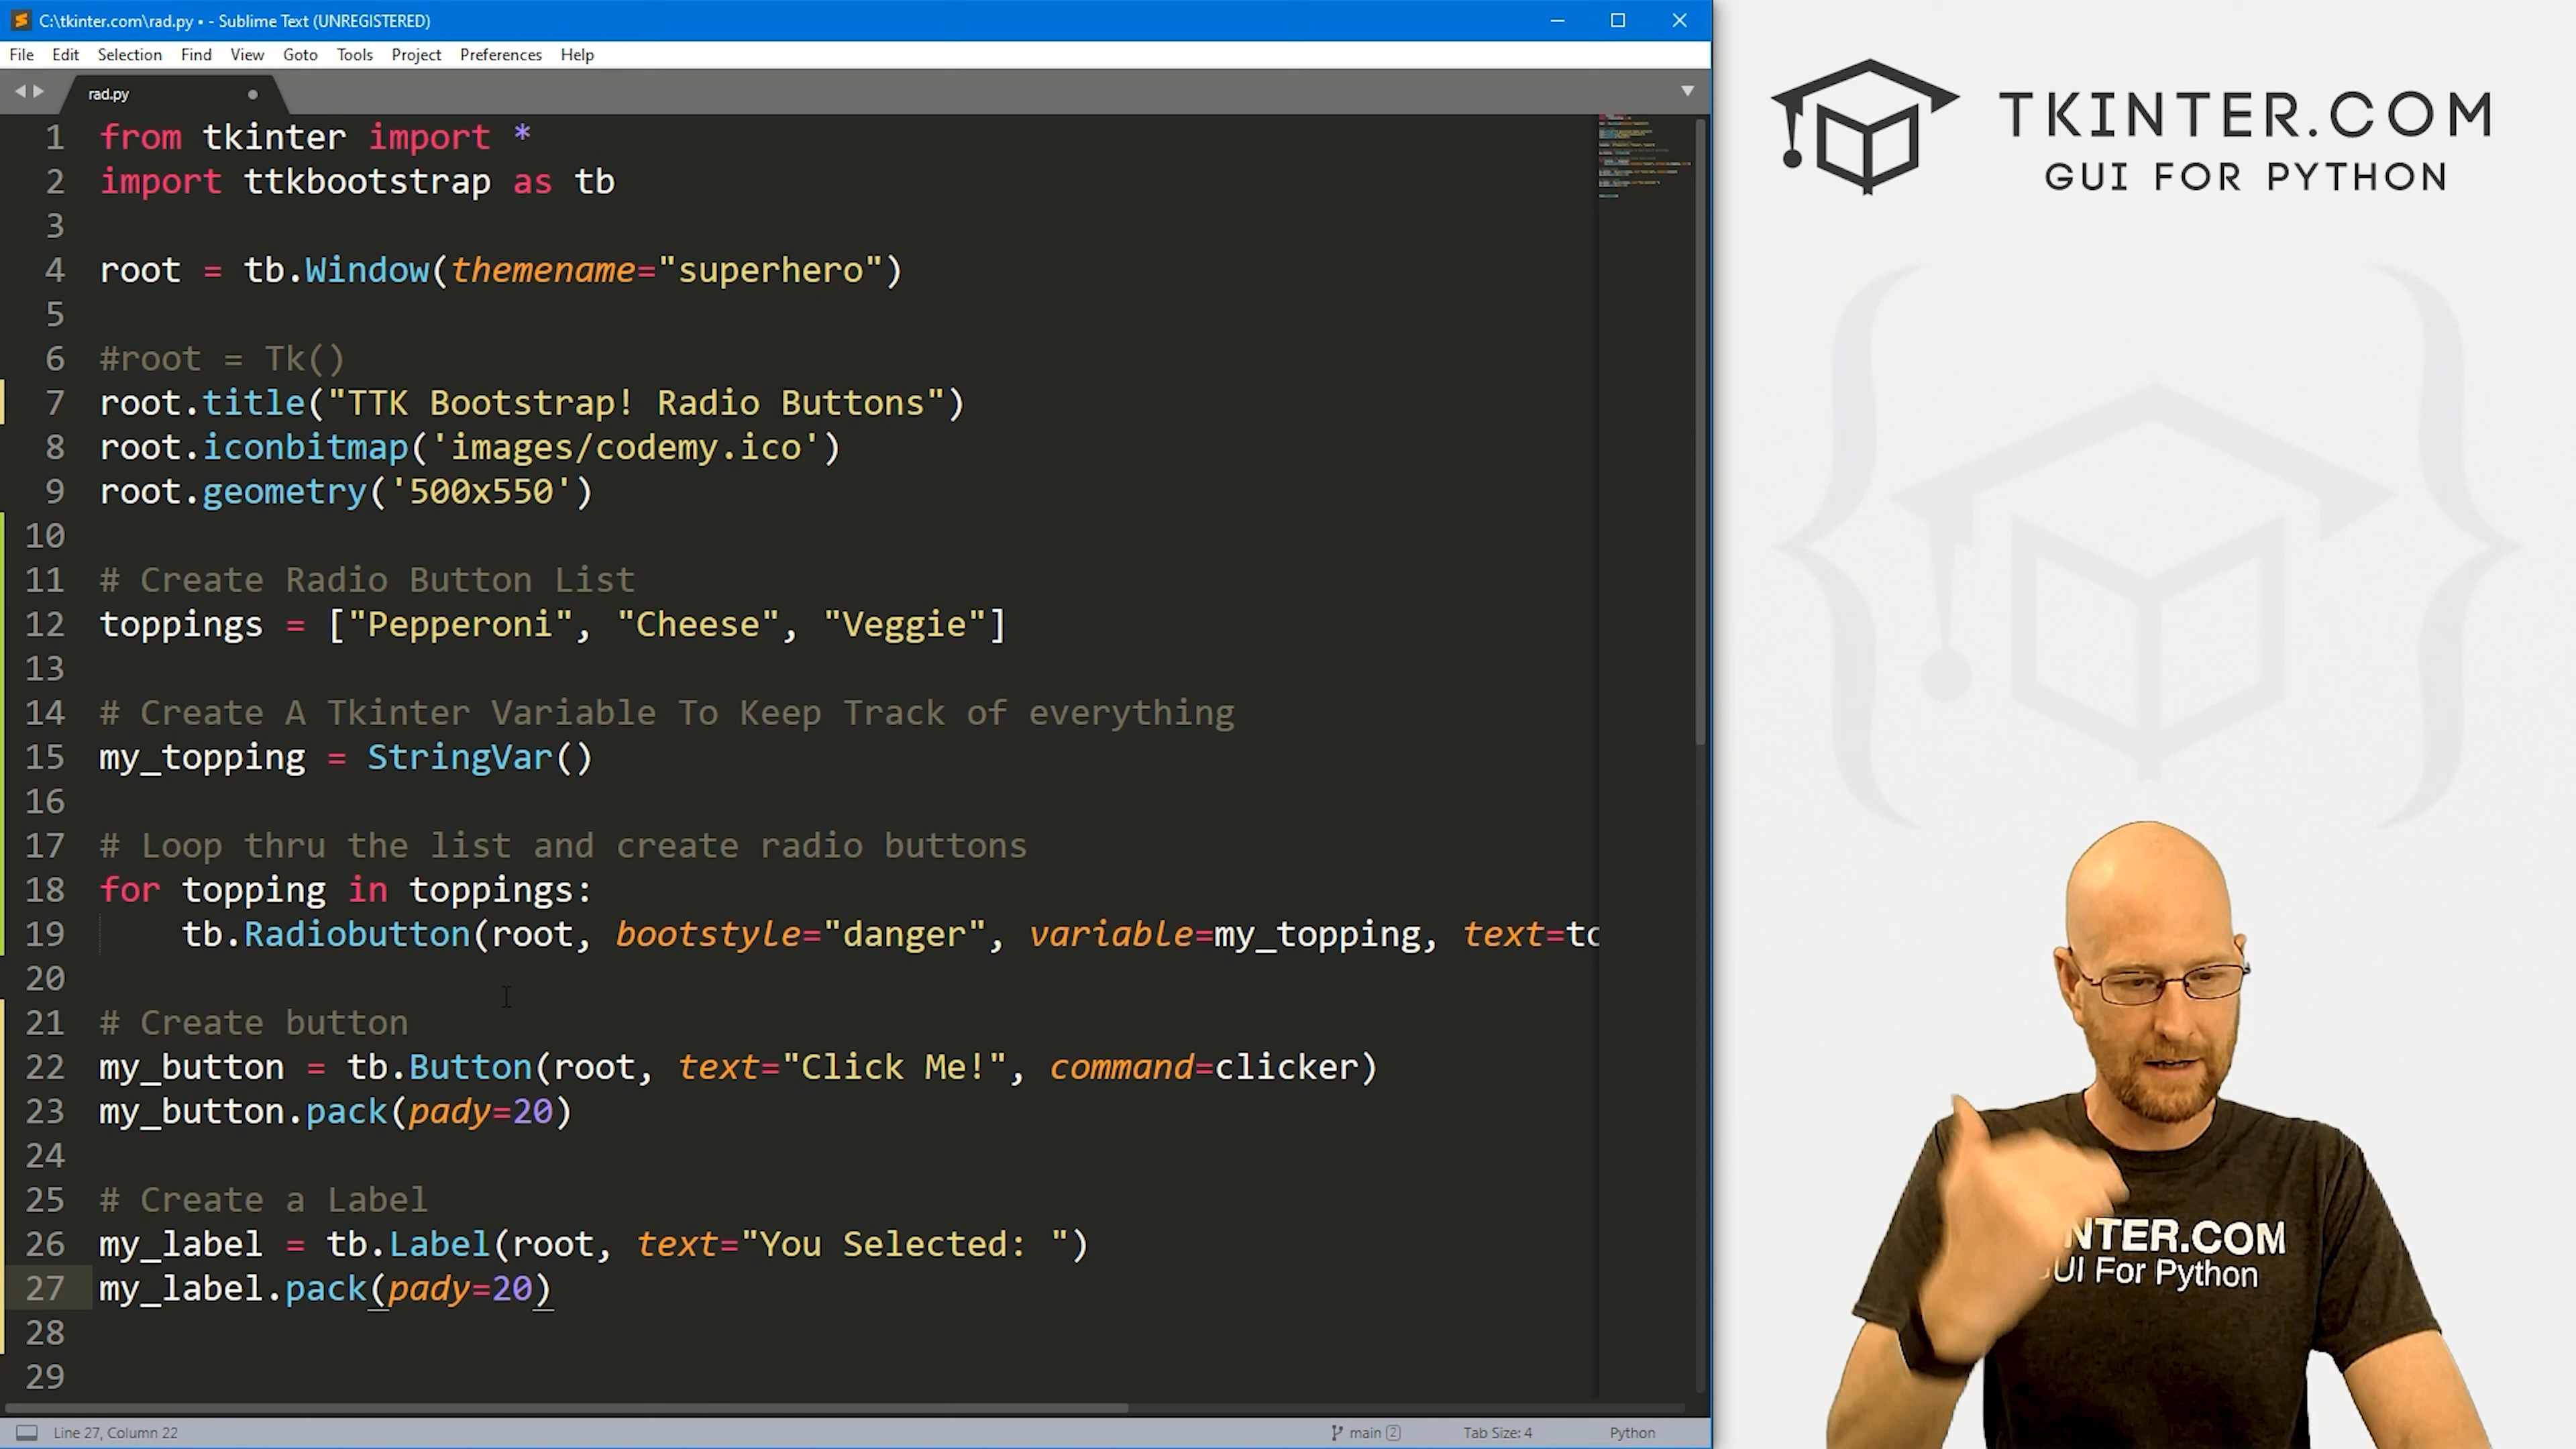 C:\tkinter.com\rad.py • - Sublime Text (UNREGISTERED)
File Edit Selection Find View Goto Tools Project Preferences Help
rad.py
1 from tkinter import *
2 import ttkbootstrap as tb
3
4 root = tb.Window(themename="superhero")
5
6 #root = Tk()
7 root.title("TTK Bootstrap! Radio Buttons")
8 root.iconbitmap('images/codemy.ico')
9 root.geometry('500x550')
10
11 # Create Radio Button List
12 toppings = ["Pepperoni", "Cheese", "Veggie"]
13
14 # Create A Tkinter Variable To Keep Track of everything
15 my_topping = StringVar()
16
17 # Loop thru the list and create radio buttons
18 for topping in toppings:
19     tb.Radiobutton(root, bootstyle="danger", variable=my_topping, text=to
20
21 # Create button
22 my_button = tb.Button(root, text="Click Me!", command=clicker)
23 my_button.pack(pady=20)
24
25 # Create a Label
26 my_label = tb.Label(root, text="You Selected: ")
27 my_label.pack(pady=20)
28
29
Line 27, Column 22 main 2 Tab Size: 4 Python
TKINTER.COM
GUI FOR PYTHON
NTER.COM
GUI For Python